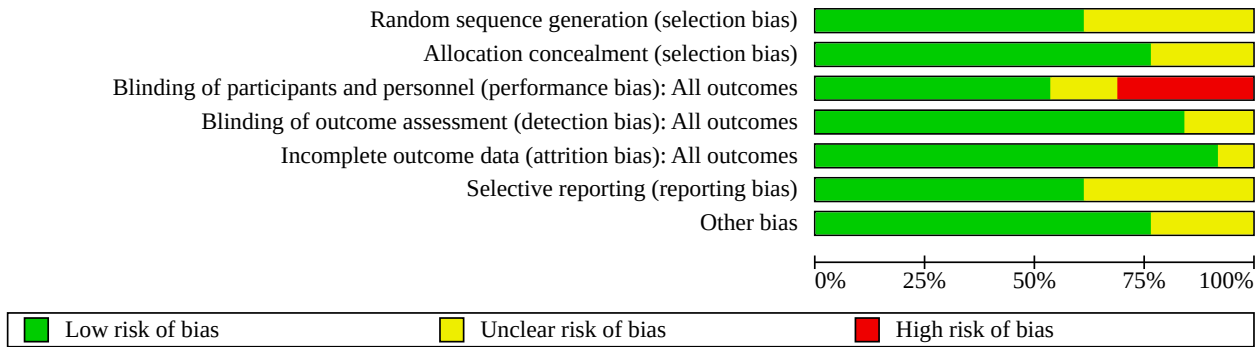 Random sequence generation (selection bias)
Allocation concealment (selection bias)
Blinding of participants and personnel (performance bias): All outcomes
Blinding of outcome assessment (detection bias): All outcomes
Incomplete outcome data (attrition bias): All outcomes
Selective reporting (reporting bias)
Other bias
0% 25% 50% 75% 100%
Low risk of bias Unclear risk of bias High risk of bias